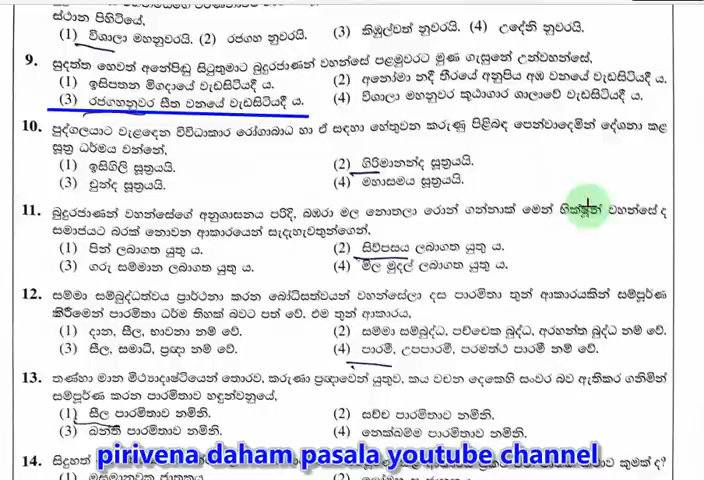 ස්ථාන පිහිටියේ,
(1) විශාලා මහනුවරයි. (2) රජගහ නුවරයි. (3) කිඹුල්වත් නුවරයි. (4) උදේනි නුවරයි.
9. සුදත්ත හෙවත් අනේපිඬු සිටුතුමාට බුදුරජාණන් වහන්සේ පළමුවරට මුණ ගැසුනේ උන්වහන්සේ,
(1) ඉසිපතන මිගදායේ වැඩසිටියදී ය. (2) අනෝමා නදී තීරයේ අනුපිය අඹ වනයේ වැඩසිටියදී ය.
(3) රජගහනුවර සීත වනයේ වැඩසිටියදී ය. (4) විශාලා මහනුවර කූඨාගාර ශාලාවේ වැඩ සිටියදී ය.
10. පුද්ගලයාට වැළඳෙන විවිධාකාර රෝගාබාධ හා ඒ සඳහා හේතුවන කරුණු පිළිබඳ පෙන්වාදෙමින් දේශනා කළ
සූත්‍ර ධර්මය වන්නේ,
(1) ඉසිගිලි සූත්‍රයයි. (2) ගිරිමානන්ද සූත්‍රයයි.
(3) චුන්ද සූත්‍රයයි. (4) මහාසමය සූත්‍රයයි.
11. බුදුරජාණන් වහන්සේගේ අනුශාසනය පරිදි, බඹරා මල නොතලා රොන් ගන්නාක් මෙන් භික්ෂූන් වහන්සේ ද
සමාජයට බරක් නොවන ආකාරයෙන් සැදැහැවතුන්ගෙන්,
(1) පින් ලබාගත යුතු ය. (2) සිව්පසය ලබාගත යුතු ය.
(3) ගරු සම්මාන ලබාගත යුතු ය. (4) මිල මුදල් ලබාගත යුතු ය.
12. සම්මා සම්බුද්ධත්වය ප්‍රාර්ථනා කරන බෝධිසත්වයන් වහන්සේලා දස පාරමිතා තුන් ආකාරයකින් සම්පූර්ණ
කිරීමෙන් පාරමිතා ධර්ම තිහක් බවට පත් වේ. එම තුන් ආකාරය,
(1) දාන, සීල, භාවනා නම් වේ. (2) සම්මා සම්බුද්ධ, පච්චේක බුද්ධ, අරහන්ත බුද්ධ නම් වේ.
(3) සීල, සමාධි, ප්‍රඥා නම් වේ. (4) පාරමී, උපපාරමී, පරමත්ථ පාරමී නම් වේ.
13. තණ්හා මාන මිථ්‍යාදෘෂ්ටියෙන් තොරව, කරුණා ප්‍රඥාවෙන් යුතුව, කය වචන දෙකෙහි සංවර බව ඇතිකර ගනිමින්
සම්පූර්ණ කරන පාරමිතාව හඳුන්වනුයේ,
(1) සීල පාරමිතාව නමිනි. (2) සච්ච පාරමිතාව නමිනි.
(3) ඛන්ති පාරමිතාව නමිනි. (4) නෙක්ඛම්ම පාරමිතාව නමිනි.
14. සිදුහත් කුමක් ද?
pirivena daham pasala youtube channel